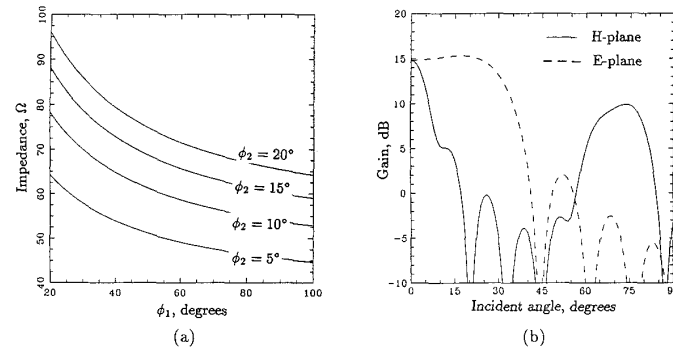 100
90
80
70
60
50
40
Impedance, Ω
ϕ₂ = 20°
ϕ₂ = 15°
ϕ₂ = 10°
ϕ₂ = 5°
20 40 60 80 100
ϕ₁, degrees
(a)
20
15
10
5
0
-5
-10
Gain, dB
H-plane
E-plane
0 15 30 45 60 75 90
Incident angle, degrees
(b)